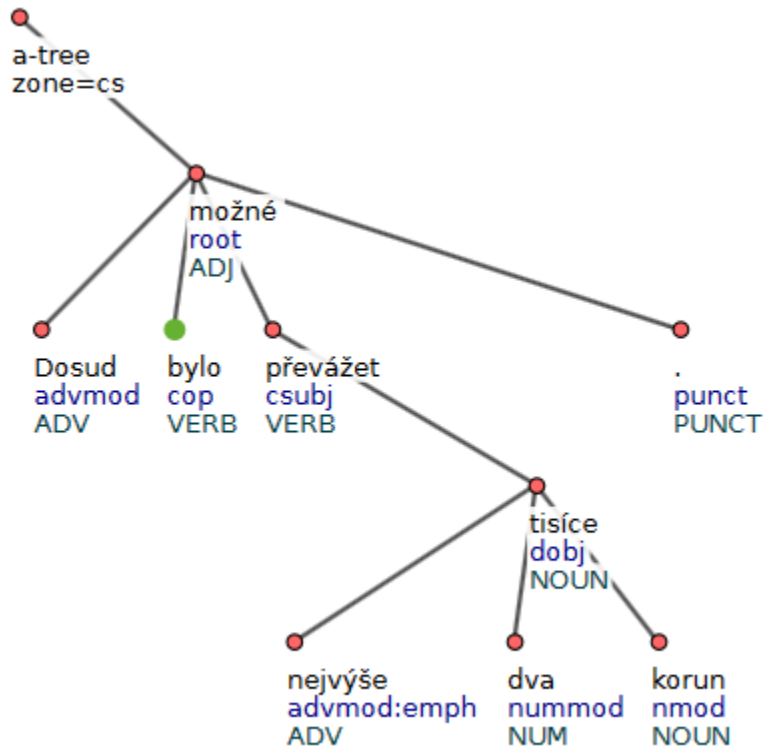 a-tree
zone=cs
možné
root
ADJ
Dosud
advmod
ADV
bylo
cop
VERB
převážet
csubj
VERB
.
punct
PUNCT
tisíce
dobj
NOUN
nejvýše
advmod:emph
ADV
dva
nummod
NUM
korun
nmod
NOUN